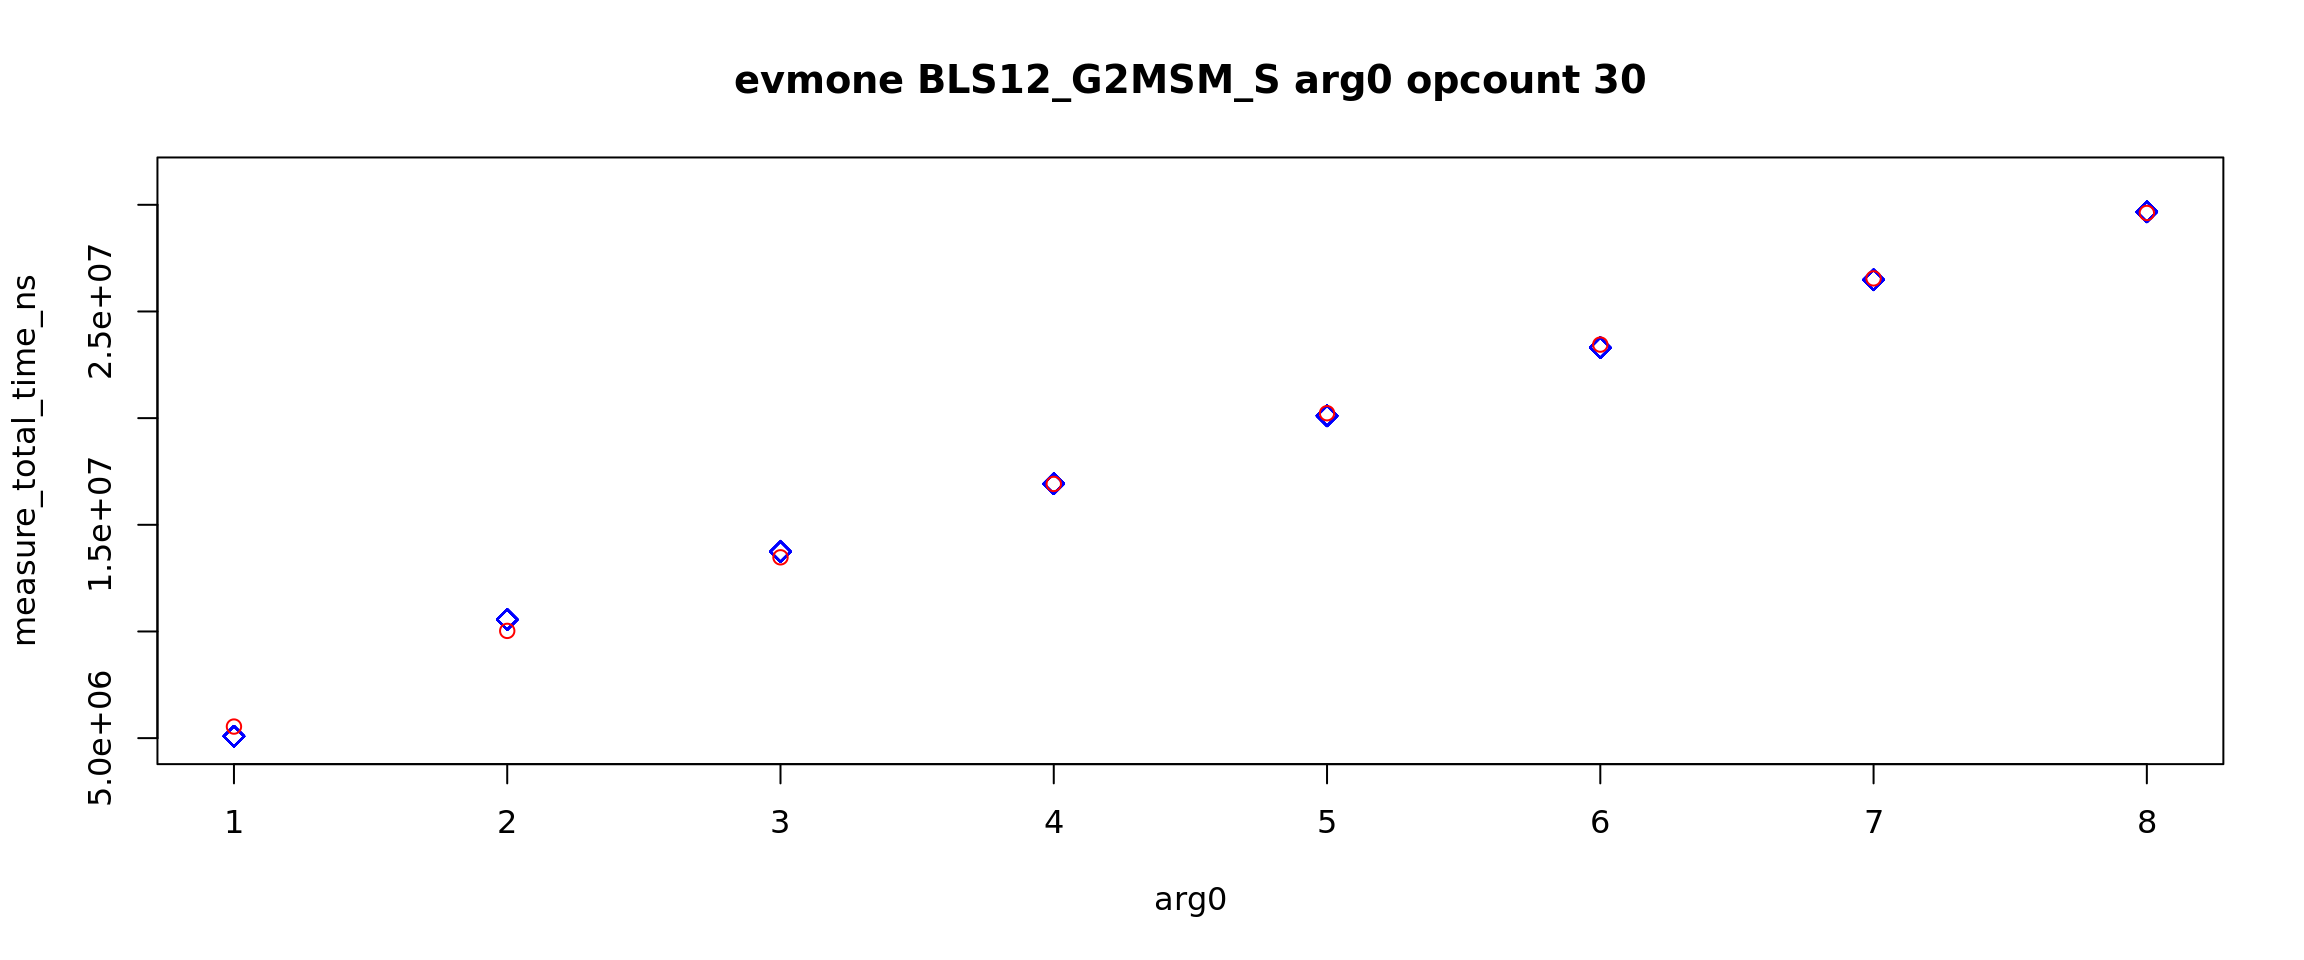 evmone BLS12_G2MSM_S arg0 opcount 30
measure_total_time_ns
2.5e+07
1.5e+07
5.0e+06
1 2 3 4 5 6 7 8
arg0